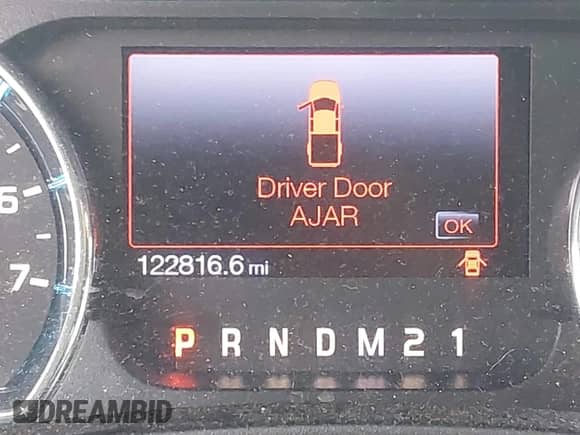 6
7
Driver Door
AJAR
OK
122816.6 mi
P R N D M 2 1
DREAMBID